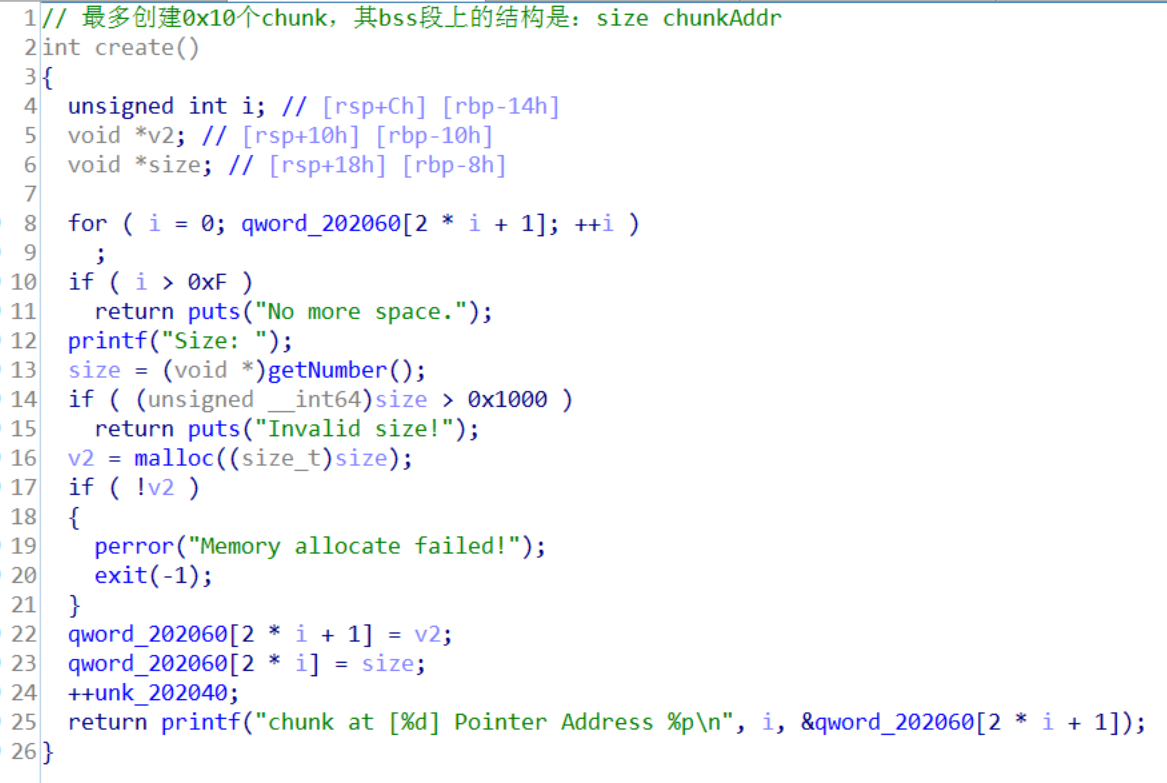 1 // 最多创建0x10个chunk，其bss段上的结构是：size chunkAddr
2 int create()
3 {
4   unsigned int i; // [rsp+Ch] [rbp-14h]
5   void *v2; // [rsp+10h] [rbp-10h]
6   void *size; // [rsp+18h] [rbp-8h]
7
8   for ( i = 0; qword_202060[2 * i + 1]; ++i )
9     ;
10   if ( i > 0xF )
11     return puts("No more space.");
12   printf("Size: ");
13   size = (void *)getNumber();
14   if ( (unsigned __int64)size > 0x1000 )
15     return puts("Invalid size!");
16   v2 = malloc((size_t)size);
17   if ( !v2 )
18   {
19     perror("Memory allocate failed!");
20     exit(-1);
21   }
22   qword_202060[2 * i + 1] = v2;
23   qword_202060[2 * i] = size;
24   ++unk_202040;
25   return printf("chunk at [%d] Pointer Address %p\n", i, &qword_202060[2 * i + 1]);
26 }